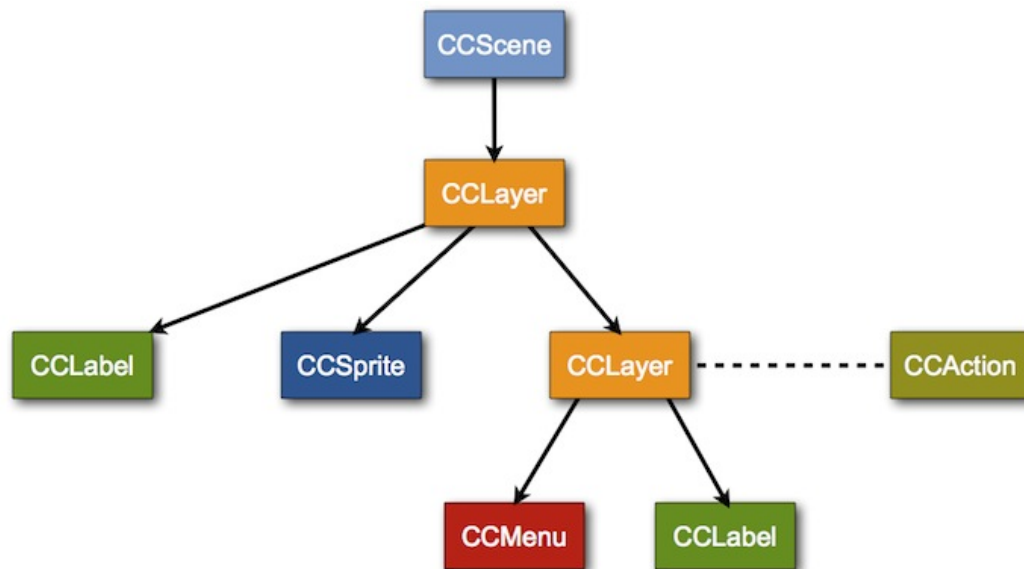 CCScene
CCLayer
CCLabel
CCSprite
CCLayer
CCAction
CCMenu
CCLabel